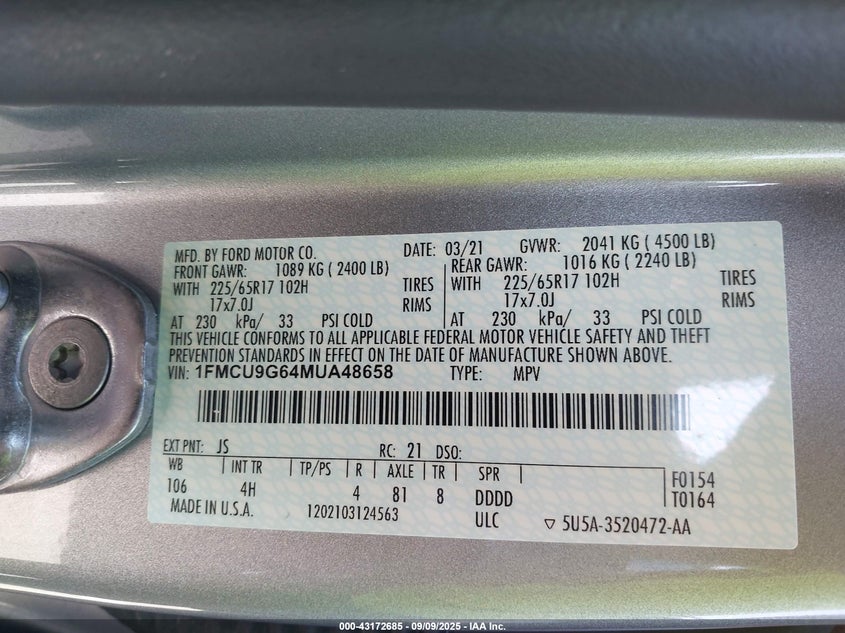 MFD. BY FORD MOTOR CO. DATE: 03/21 GVWR: 2041 KG ( 4500 LB)
FRONT GAWR: 1089 KG ( 2400 LB) REAR GAWR: 1016 KG ( 2240 LB)
WITH 225/65R17 102H TIRES WITH 225/65R17 102H TIRES
17x7.0J RIMS 17x7.0J RIMS
AT 230 kPa/ 33 PSI COLD AT 230 kPa/ 33 PSI COLD
THIS VEHICLE CONFORMS TO ALL APPLICABLE FEDERAL MOTOR VEHICLE SAFETY AND THEFT
PREVENTION STANDARDS IN EFFECT ON THE DATE OF MANUFACTURE SHOWN ABOVE.
VIN: 1FMCU9G64MUA48658 TYPE: MPV
EXT PNT: JS RC: 21 DSO:
WB INT TR TP/PS R AXLE TR SPR F0154
106 4H 4 81 8 DDDD T0164
MADE IN U.S.A. 1202103124563 ULC ▽ 5U5A-3520472-AA
000-43172685 - 09/09/2025 - IAA Inc.